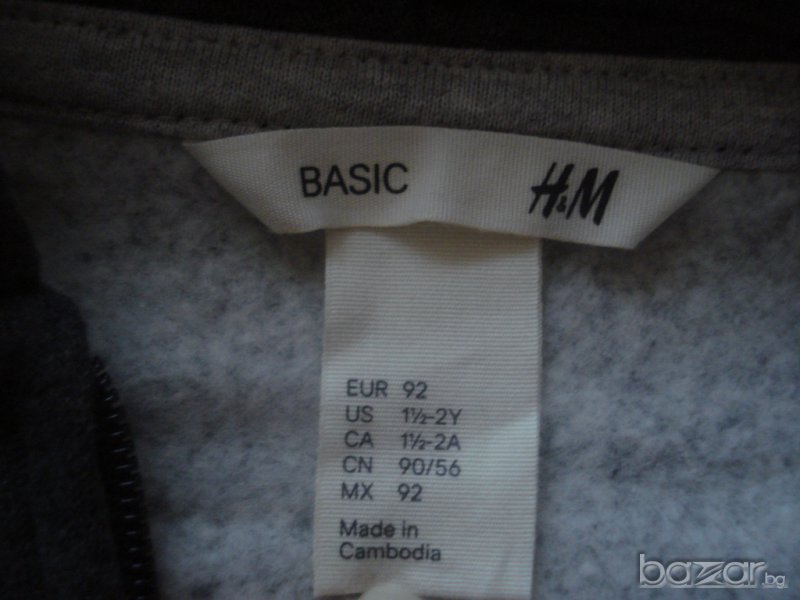 BASIC H&M
EUR 92
US 1½-2Y
CA 1½-2A
CN 90/56
MX 92
Made in
Cambodia
bazar.bg